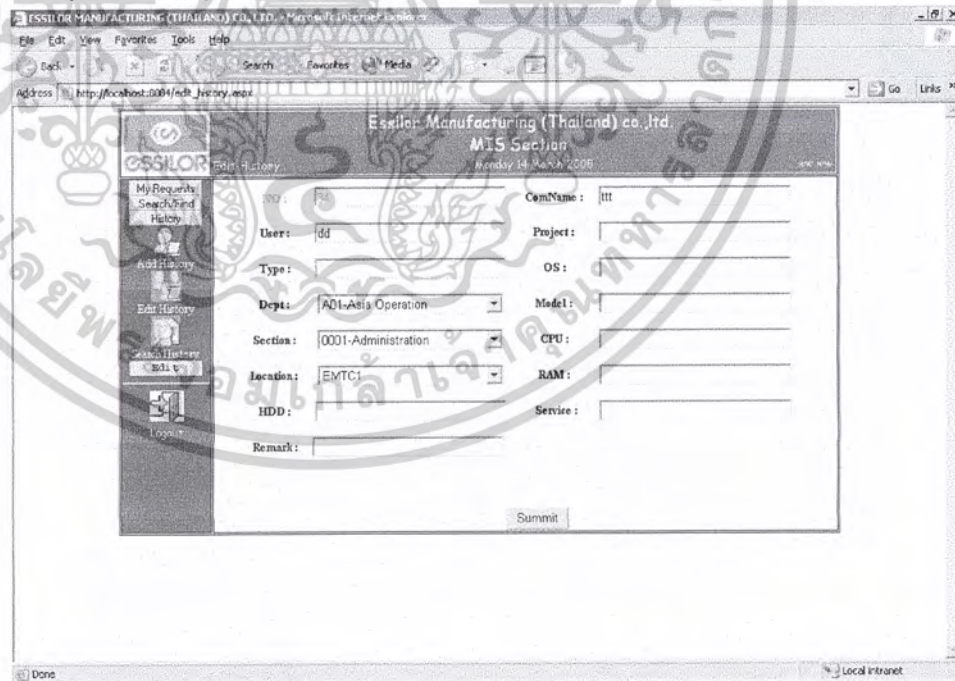 ESSILOR MANUFACTURING (THAILAND) CO., LTD. - Microsoft Internet Explorer
File Edit View Favorites Tools Help
Back Search Favorites Media
Address http://localhost:8084/edit_history.aspx Go Links »
Essilor Manufacturing (Thailand) co.,ltd.
MIS Section
Monday 14 March 2005
ESSILOR Edit History
My Requests
Search/Find
History
Add History
Edit History
Search History
Edit
Logout
NO : ComName : ttt
User : dd Project :
Type : OS :
Dept : A01-Asia Operation Model :
Section : 0001-Administration CPU :
Location : EMTC1 RAM :
HDD : Service :
Remark :
Summit
Done Local intranet